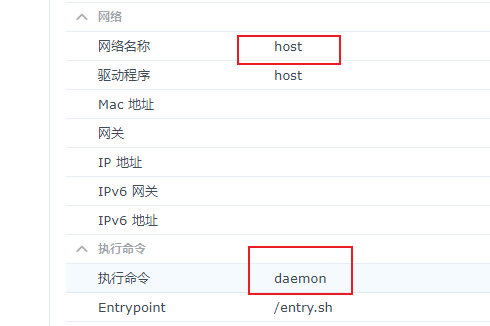 网络
网络名称 host
驱动程序 host
Mac 地址
网关
IP 地址
IPv6 网关
IPv6 地址
执行命令
执行命令 daemon
Entrypoint /entry.sh